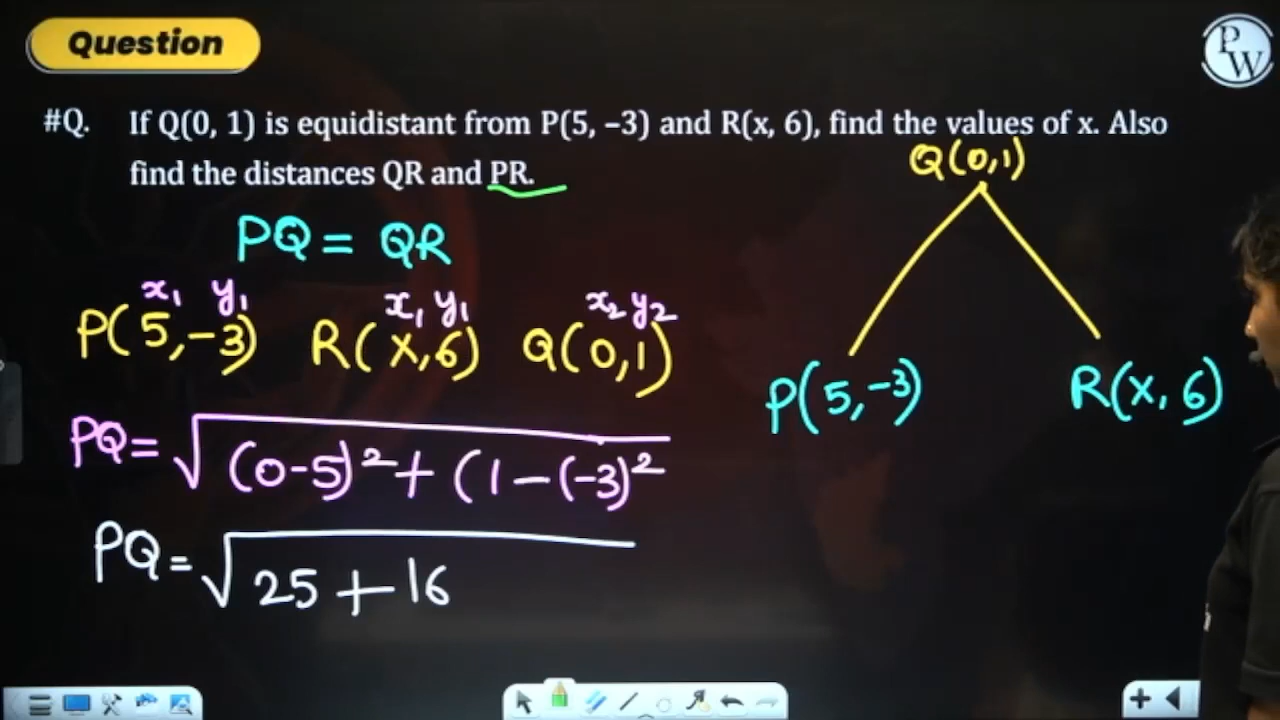 Question
PW
#Q. If Q(0, 1) is equidistant from P(5, –3) and R(x, 6), find the values of x. Also
find the distances QR and PR.
Q(0,1)
PQ = QR
x₁ y₁ x₁ y₁ x₂ y₂
P(5,-3) R(x,6) Q(0,1)
P(5,-3) R(x, 6)
PQ= √(0-5)²+(1-(-3)²
PQ= √25+16